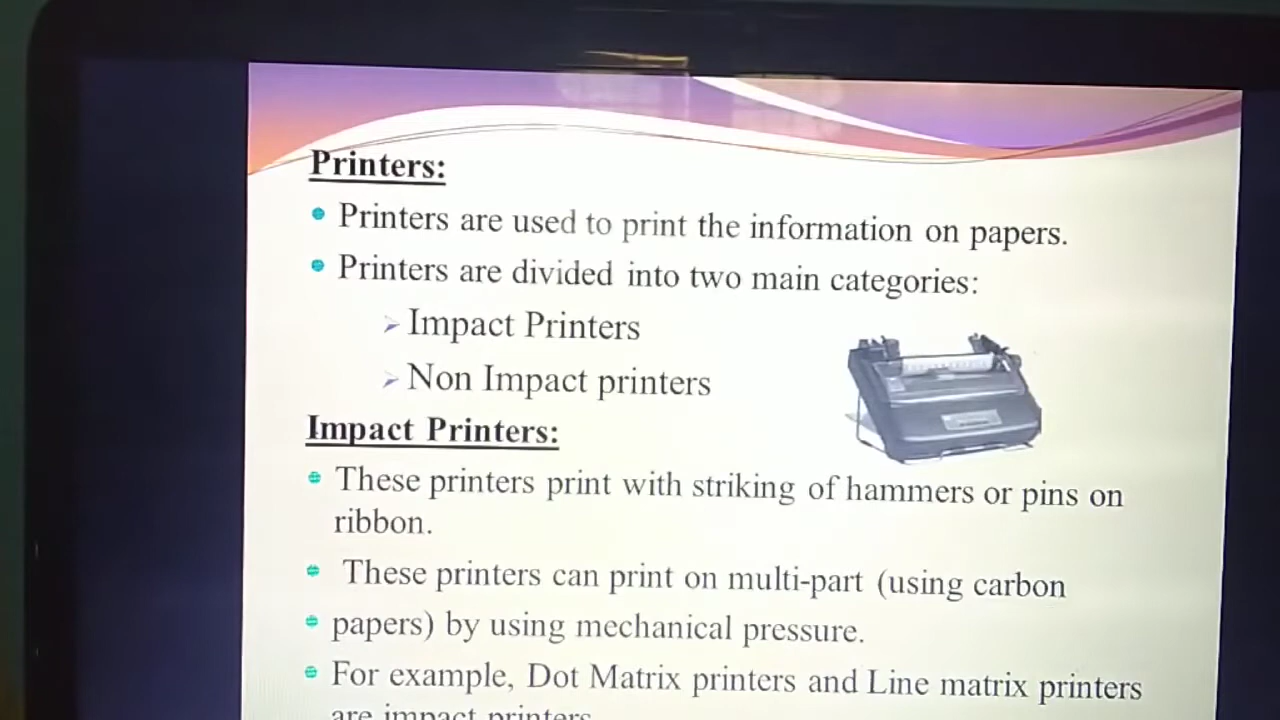 Printers:
Printers are used to print the information on papers.
Printers are divided into two main categories:
Impact Printers
Non Impact printers
Impact Printers:
These printers print with striking of hammers or pins on
ribbon.
These printers can print on multi-part (using carbon
papers) by using mechanical pressure.
For example, Dot Matrix printers and Line matrix printers
are impact printers